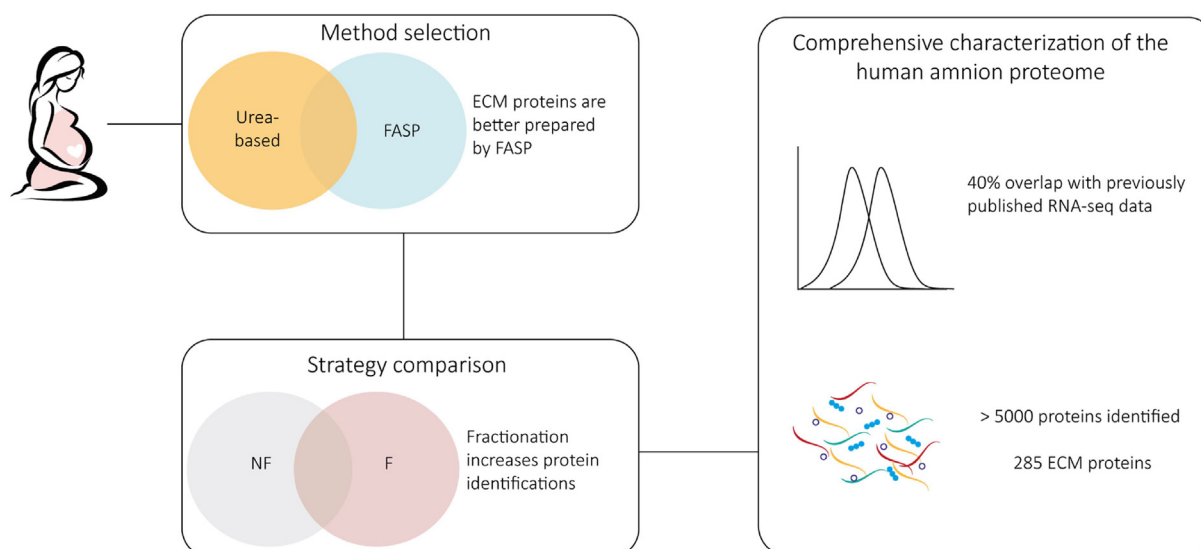 Method selection
Urea-
based
FASP
ECM proteins are
better prepared
by FASP
Strategy comparison
NF
F
Fractionation
increases protein
identifications
Comprehensive characterization of the
human amnion proteome
40% overlap with previously
published RNA-seq data
> 5000 proteins identified
285 ECM proteins